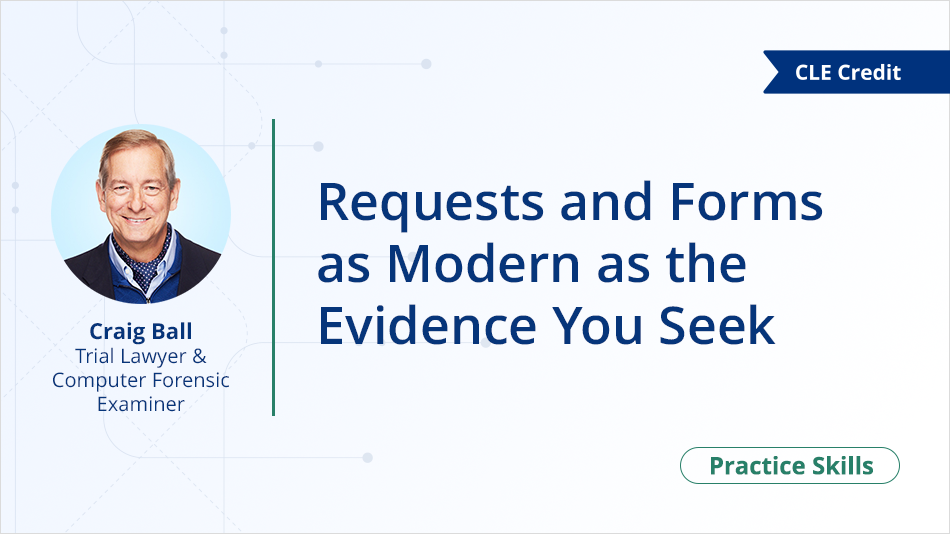 CLE Credit
Requests and Forms
as Modern as the
Evidence You Seek
Craig Ball
Trial Lawyer &
Computer Forensic
Examiner
Practice Skills